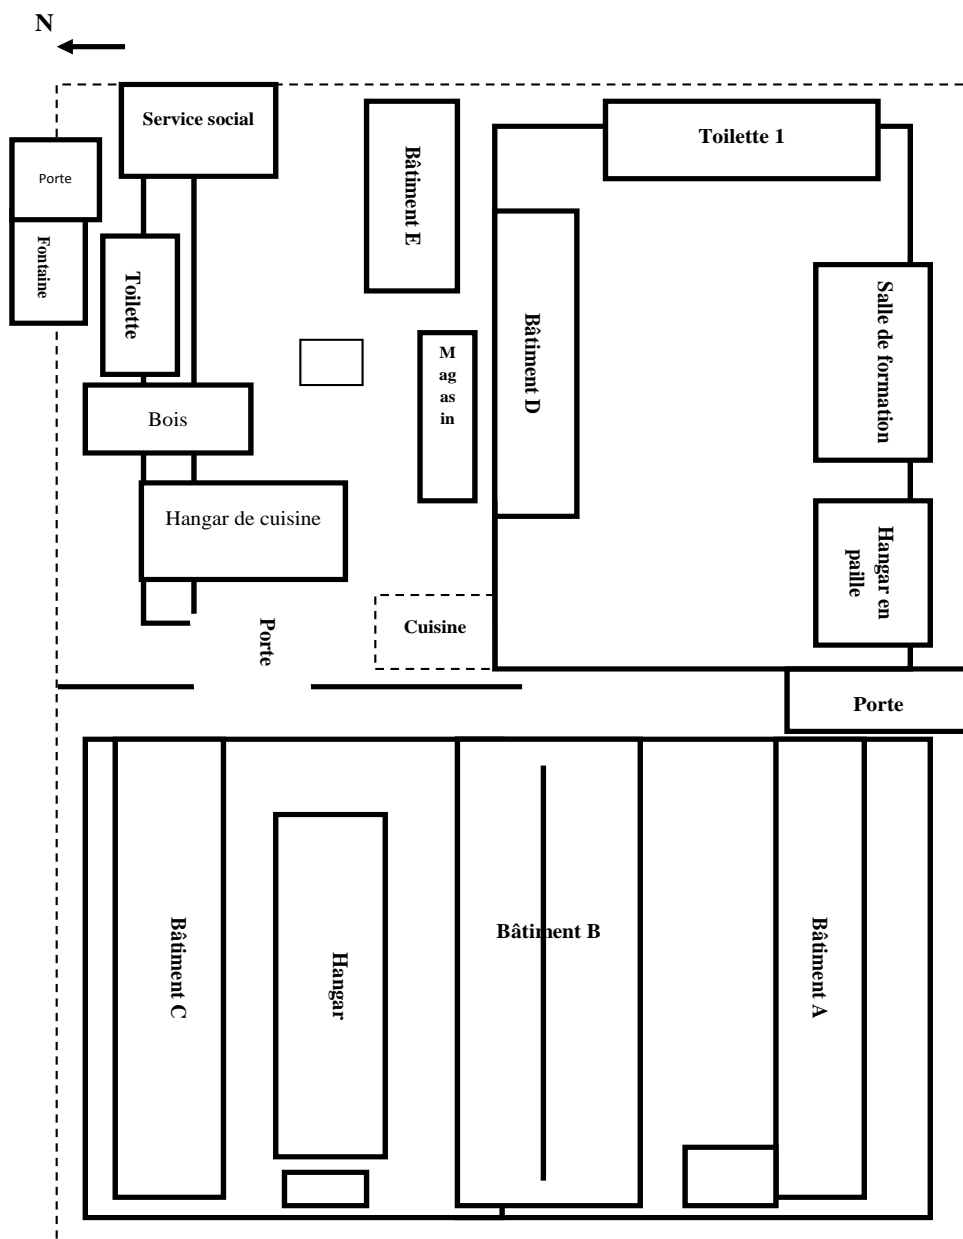 N
Service social
Toilette 1
Porte
Bâtiment E
Fontaine
Toilette
Bâtiment D
Salle de formation
M
ag
as
in
Bois
Hangar de cuisine
Hangar en
paille
Porte
Cuisine
Porte
Bâtiment C
Hangar
Bâtiment B
Bâtiment A